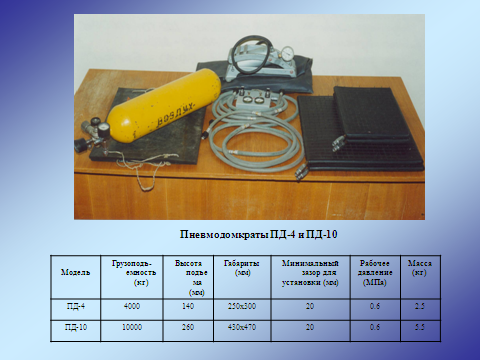 ВОЗДУХ
Пневмодомкраты ПД-4 и ПД-10
Модель Грузоподъ-емность (кг) Высота подъе ма (мм) Габариты (мм) Минимальный зазор для установки (мм) Рабочее давление (МПа) Масса (кг)
ПД-4 4000 140 250х300 20 0.6 2.5
ПД-10 10000 260 430х470 20 0.6 5.5